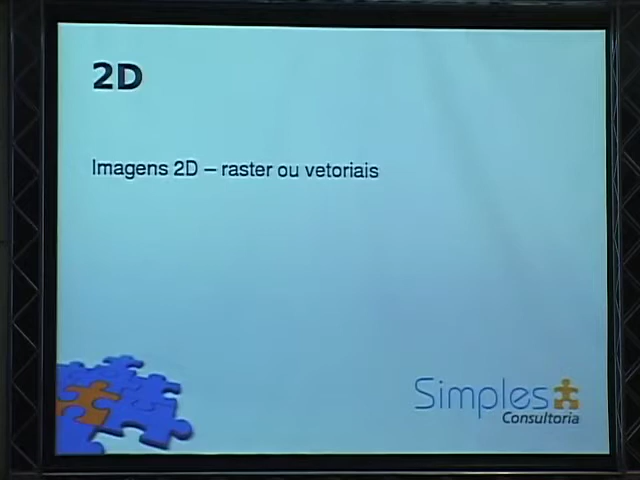 2D
Imagens 2D – raster ou vetoriais
Simples
Consultoria